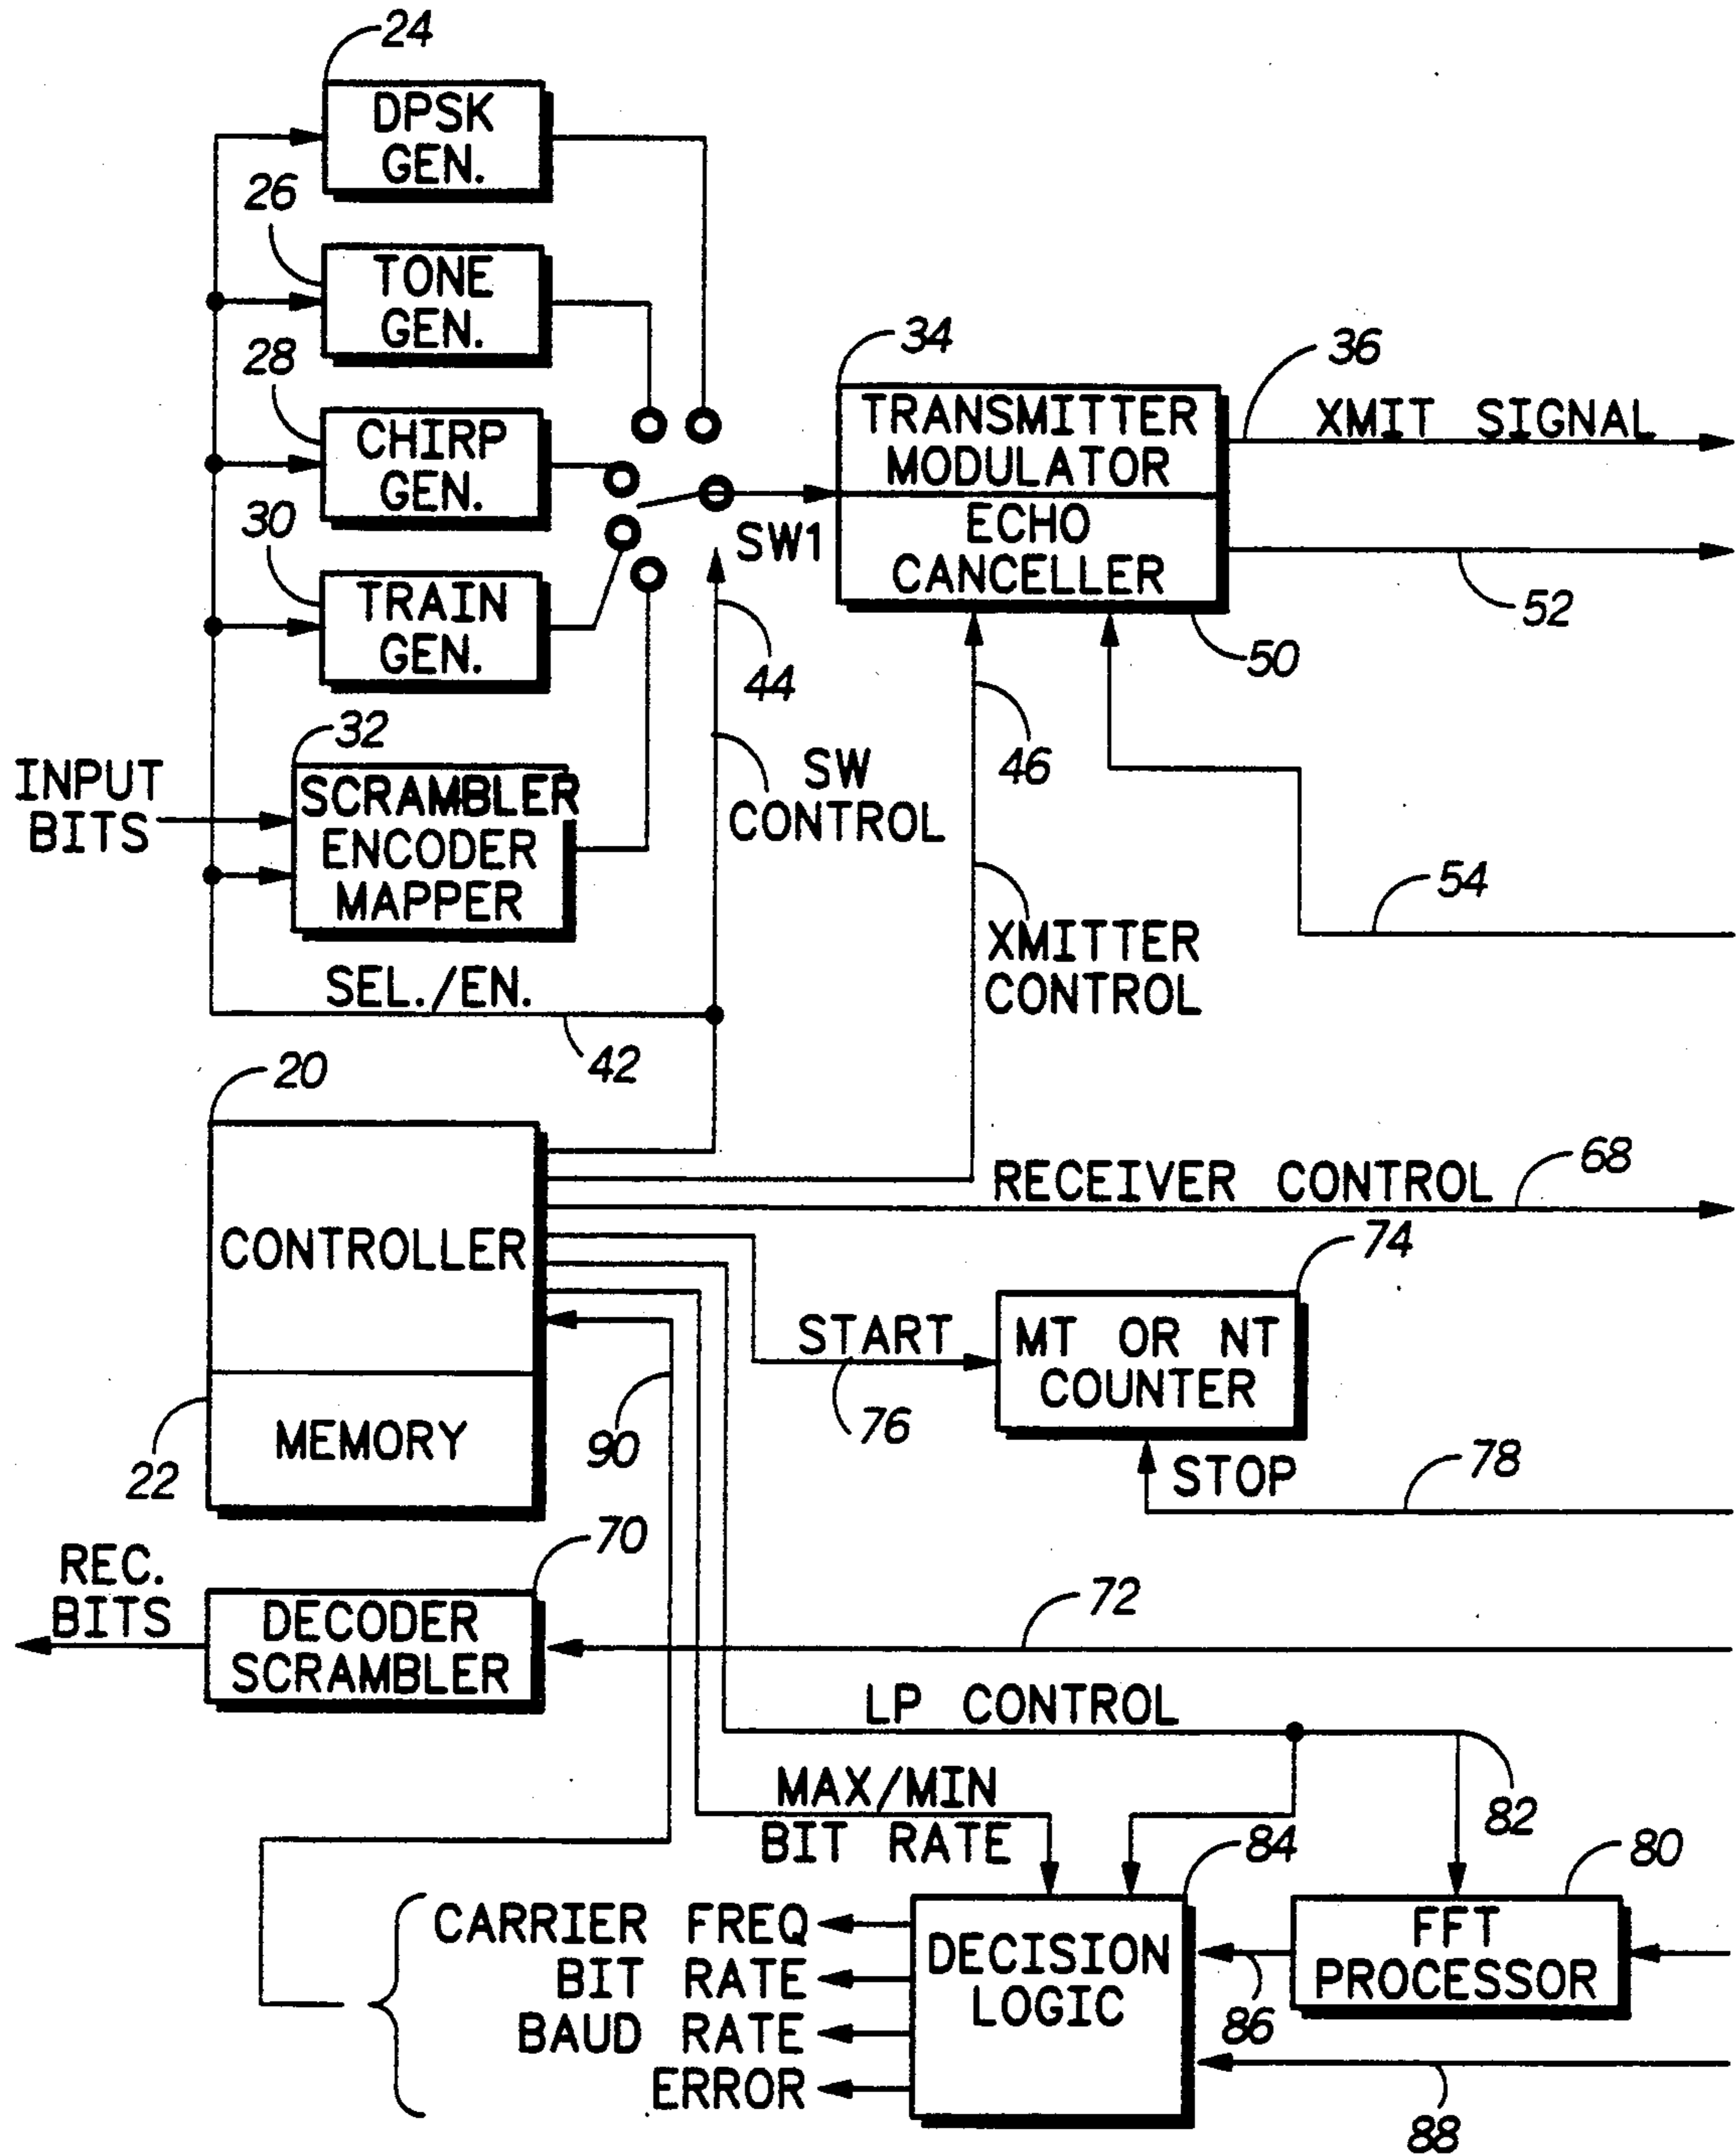 24
DPSK
GEN.
26
TONE
GEN.
28
CHIRP
GEN.
30
TRAIN
GEN.
32
SCRAMBLER
ENCODER
MAPPER
INPUT
BITS
SEL./EN.
42
SW1
44
SW
CONTROL
34
TRANSMITTER
MODULATOR
ECHO
CANCELLER
36
XMIT SIGNAL
52
50
46
XMITTER
CONTROL
54
20
CONTROLLER
MEMORY
22
RECEIVER CONTROL
68
74
START
MT OR NT
COUNTER
76
90
STOP
78
REC.
BITS
70
DECODER
SCRAMBLER
72
LP CONTROL
82
MAX/MIN
BIT RATE
84
80
CARRIER FREQ
BIT RATE
BAUD RATE
ERROR
DECISION
LOGIC
FFT
PROCESSOR
86
88